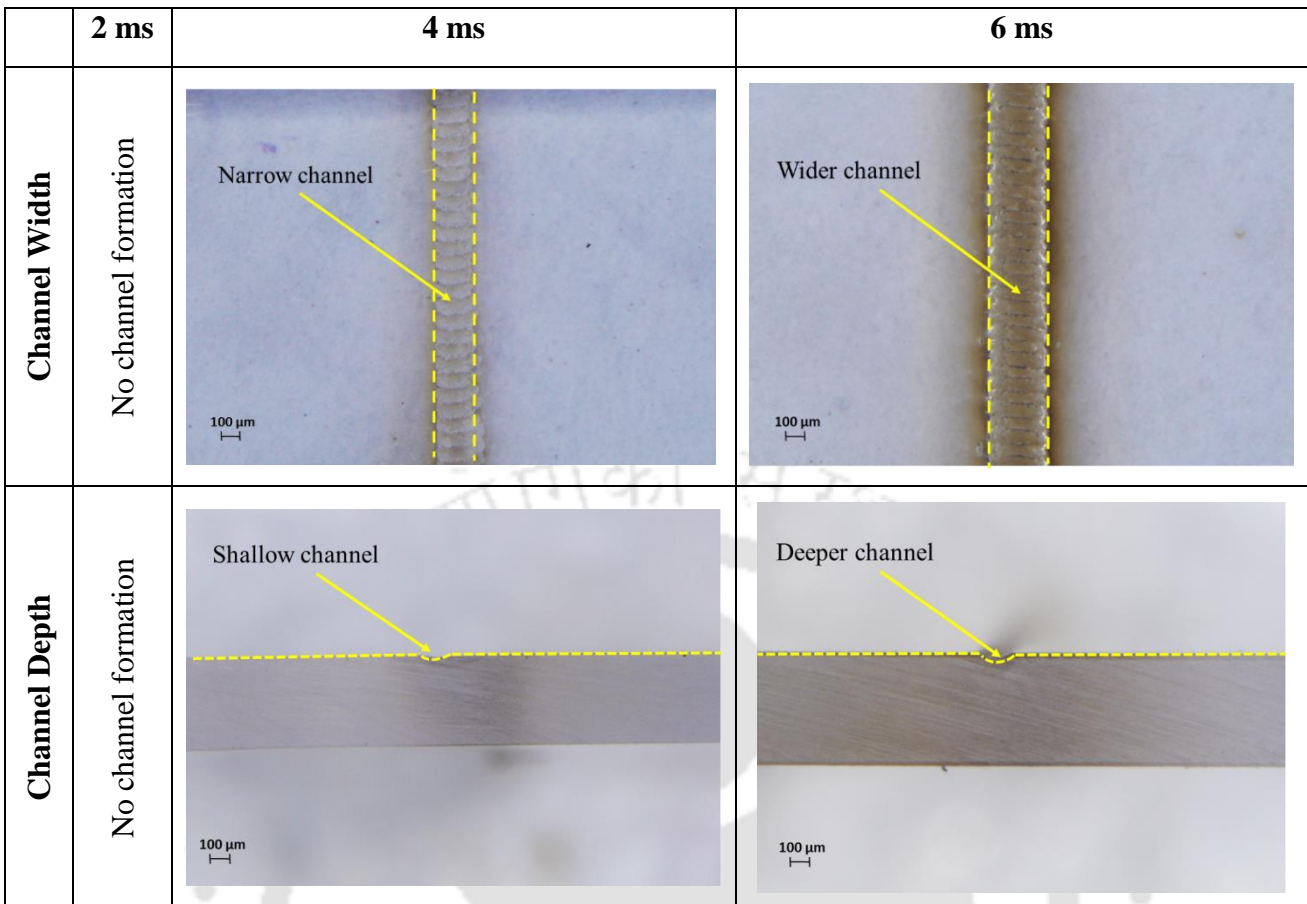 2 ms 4 ms 6 ms
Channel Width
No channel formation
Narrow channel
100 µm
Wider channel
100 µm
Channel Depth
No channel formation
Shallow channel
100 µm
Deeper channel
100 µm